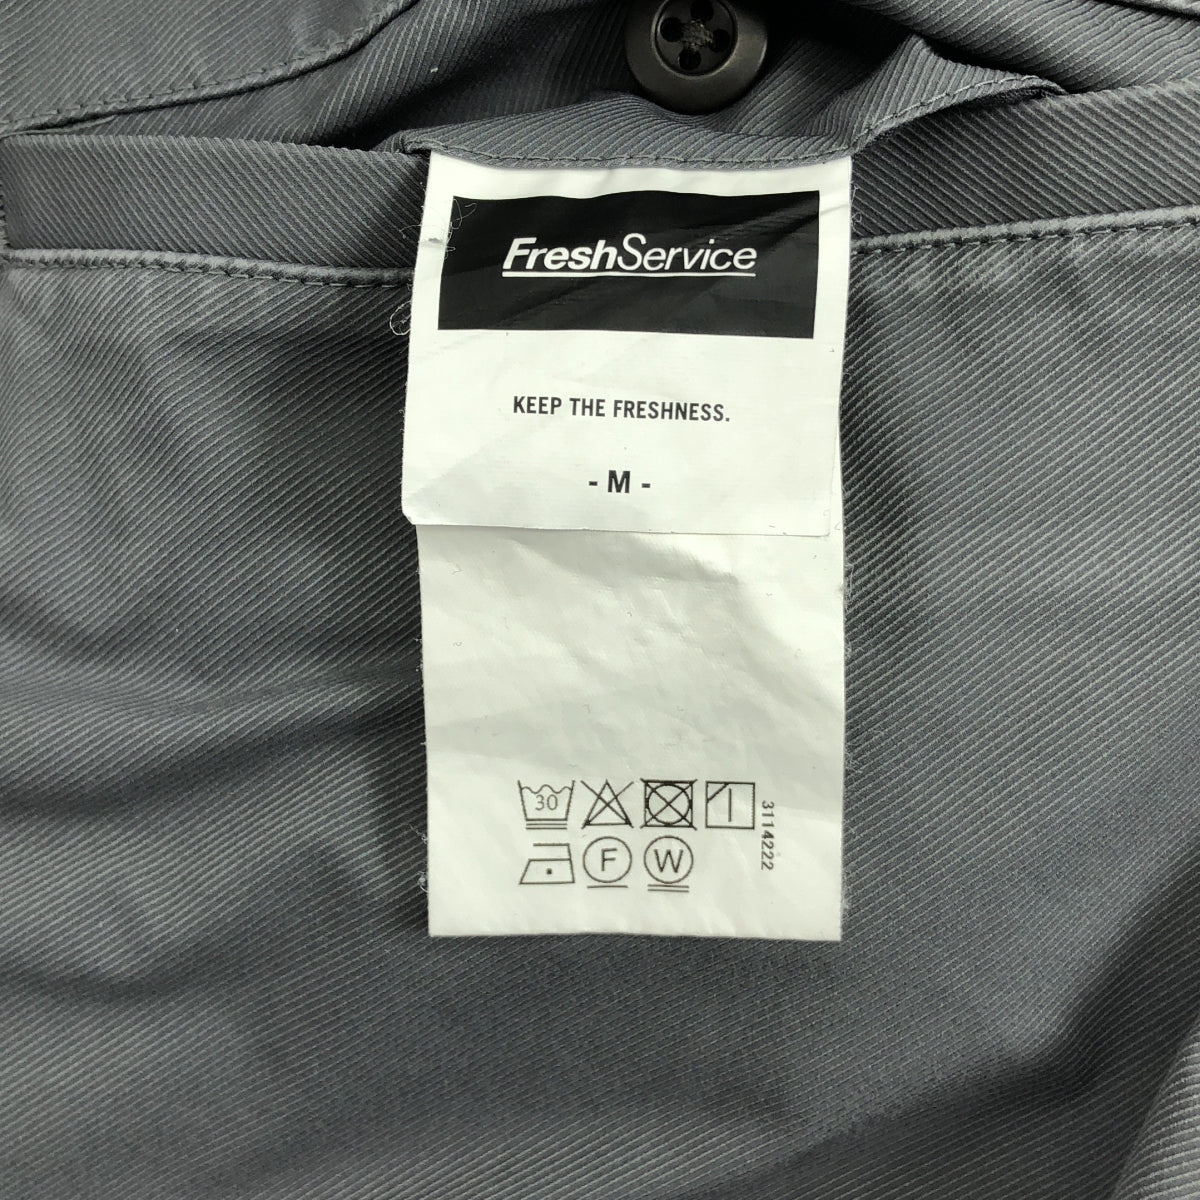 FreshService
KEEP THE FRESHNESS.
- M -
30
F W
3114222